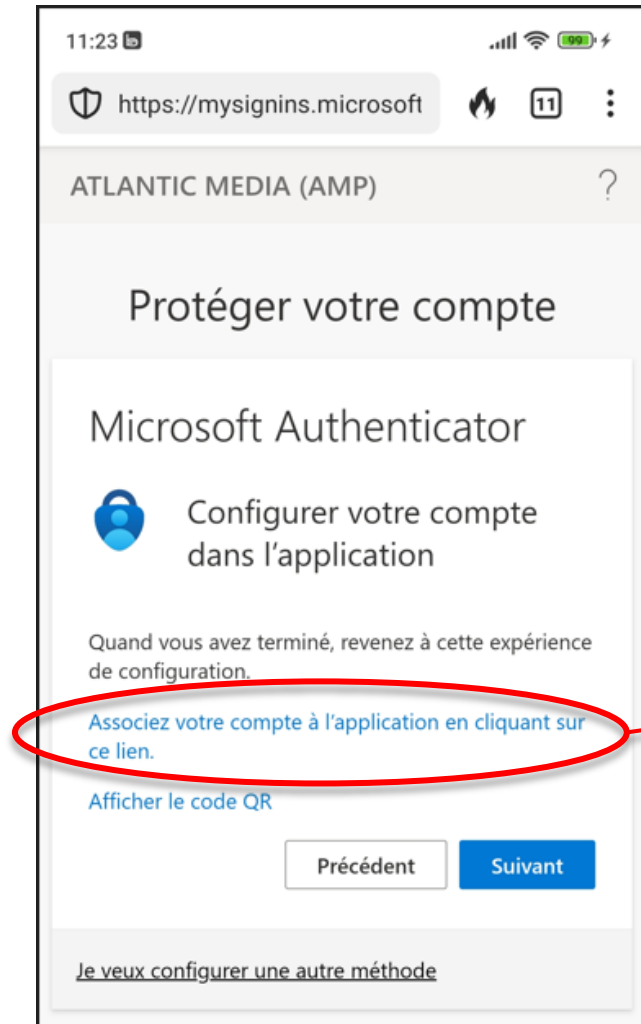 11:23
99
https://mysignins.microsoft
11
ATLANTIC MEDIA (AMP)
?
Protéger votre compte
Microsoft Authenticator
Configurer votre compte
dans l'application
Quand vous avez terminé, revenez à cette expérience
de configuration.
Associez votre compte à l'application en cliquant sur
ce lien.
Afficher le code QR
Précédent
Suivant
Je veux configurer une autre méthode